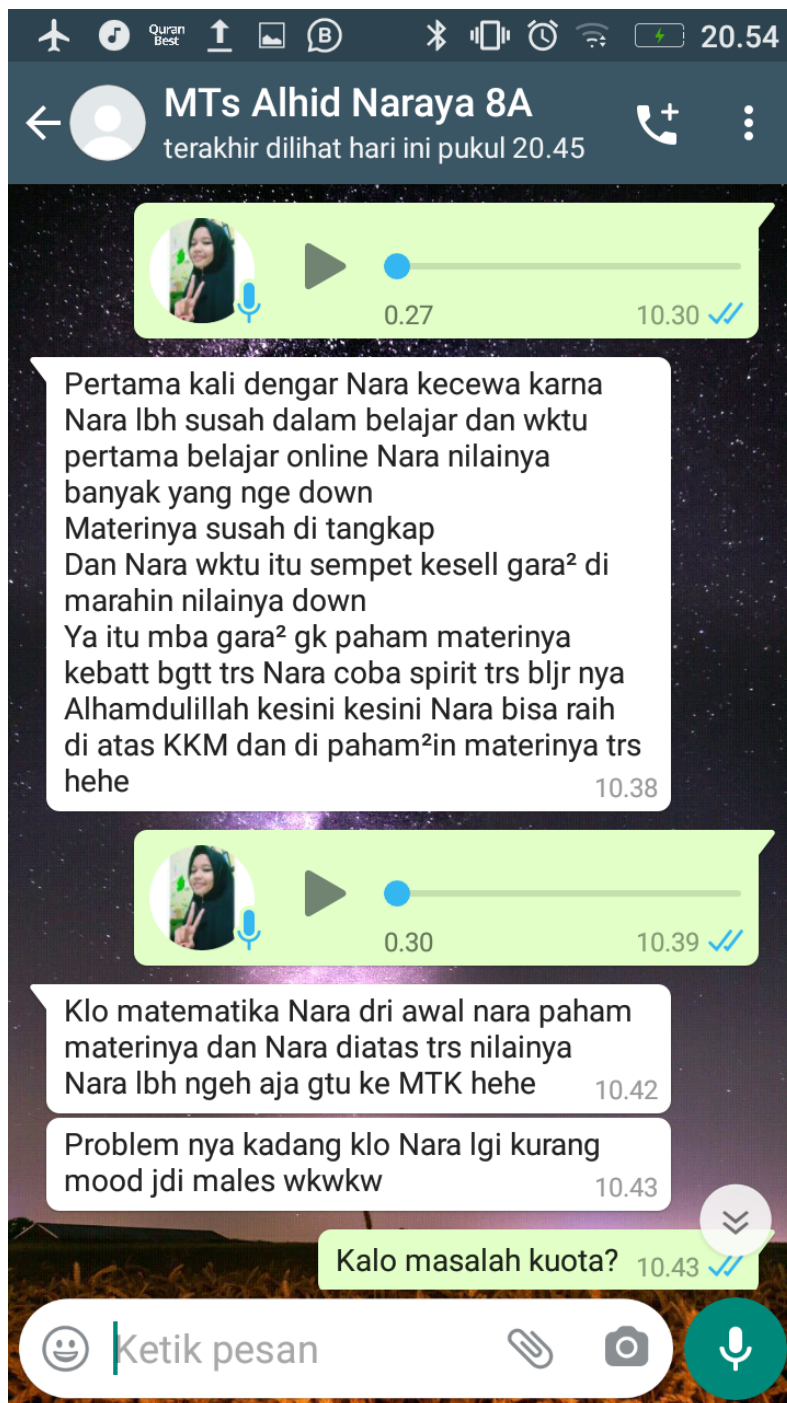 Quran Best
B
20.54
MTs Alhid Naraya 8A
terakhir dilihat hari ini pukul 20.45
0.27
10.30
Pertama kali dengar Nara kecewa karna
Nara lbh susah dalam belajar dan wktu
pertama belajar online Nara nilainya
banyak yang nge down
Materinya susah di tangkap
Dan Nara wktu itu sempet kesell gara² di
marahin nilainya down
Ya itu mba gara² gk paham materinya
kebatt bgtt trs Nara coba spirit trs bljr nya
Alhamdulillah kesini kesini Nara bisa raih
di atas KKM dan di paham²in materinya trs
hehe
10.38
0.30
10.39
Klo matematika Nara dri awal nara paham
materinya dan Nara diatas trs nilainya
Nara lbh ngeh aja gtu ke MTK hehe
10.42
Problem nya kadang klo Nara lgi kurang
mood jdi males wkwkw
10.43
Kalo masalah kuota?
10.43
Ketik pesan